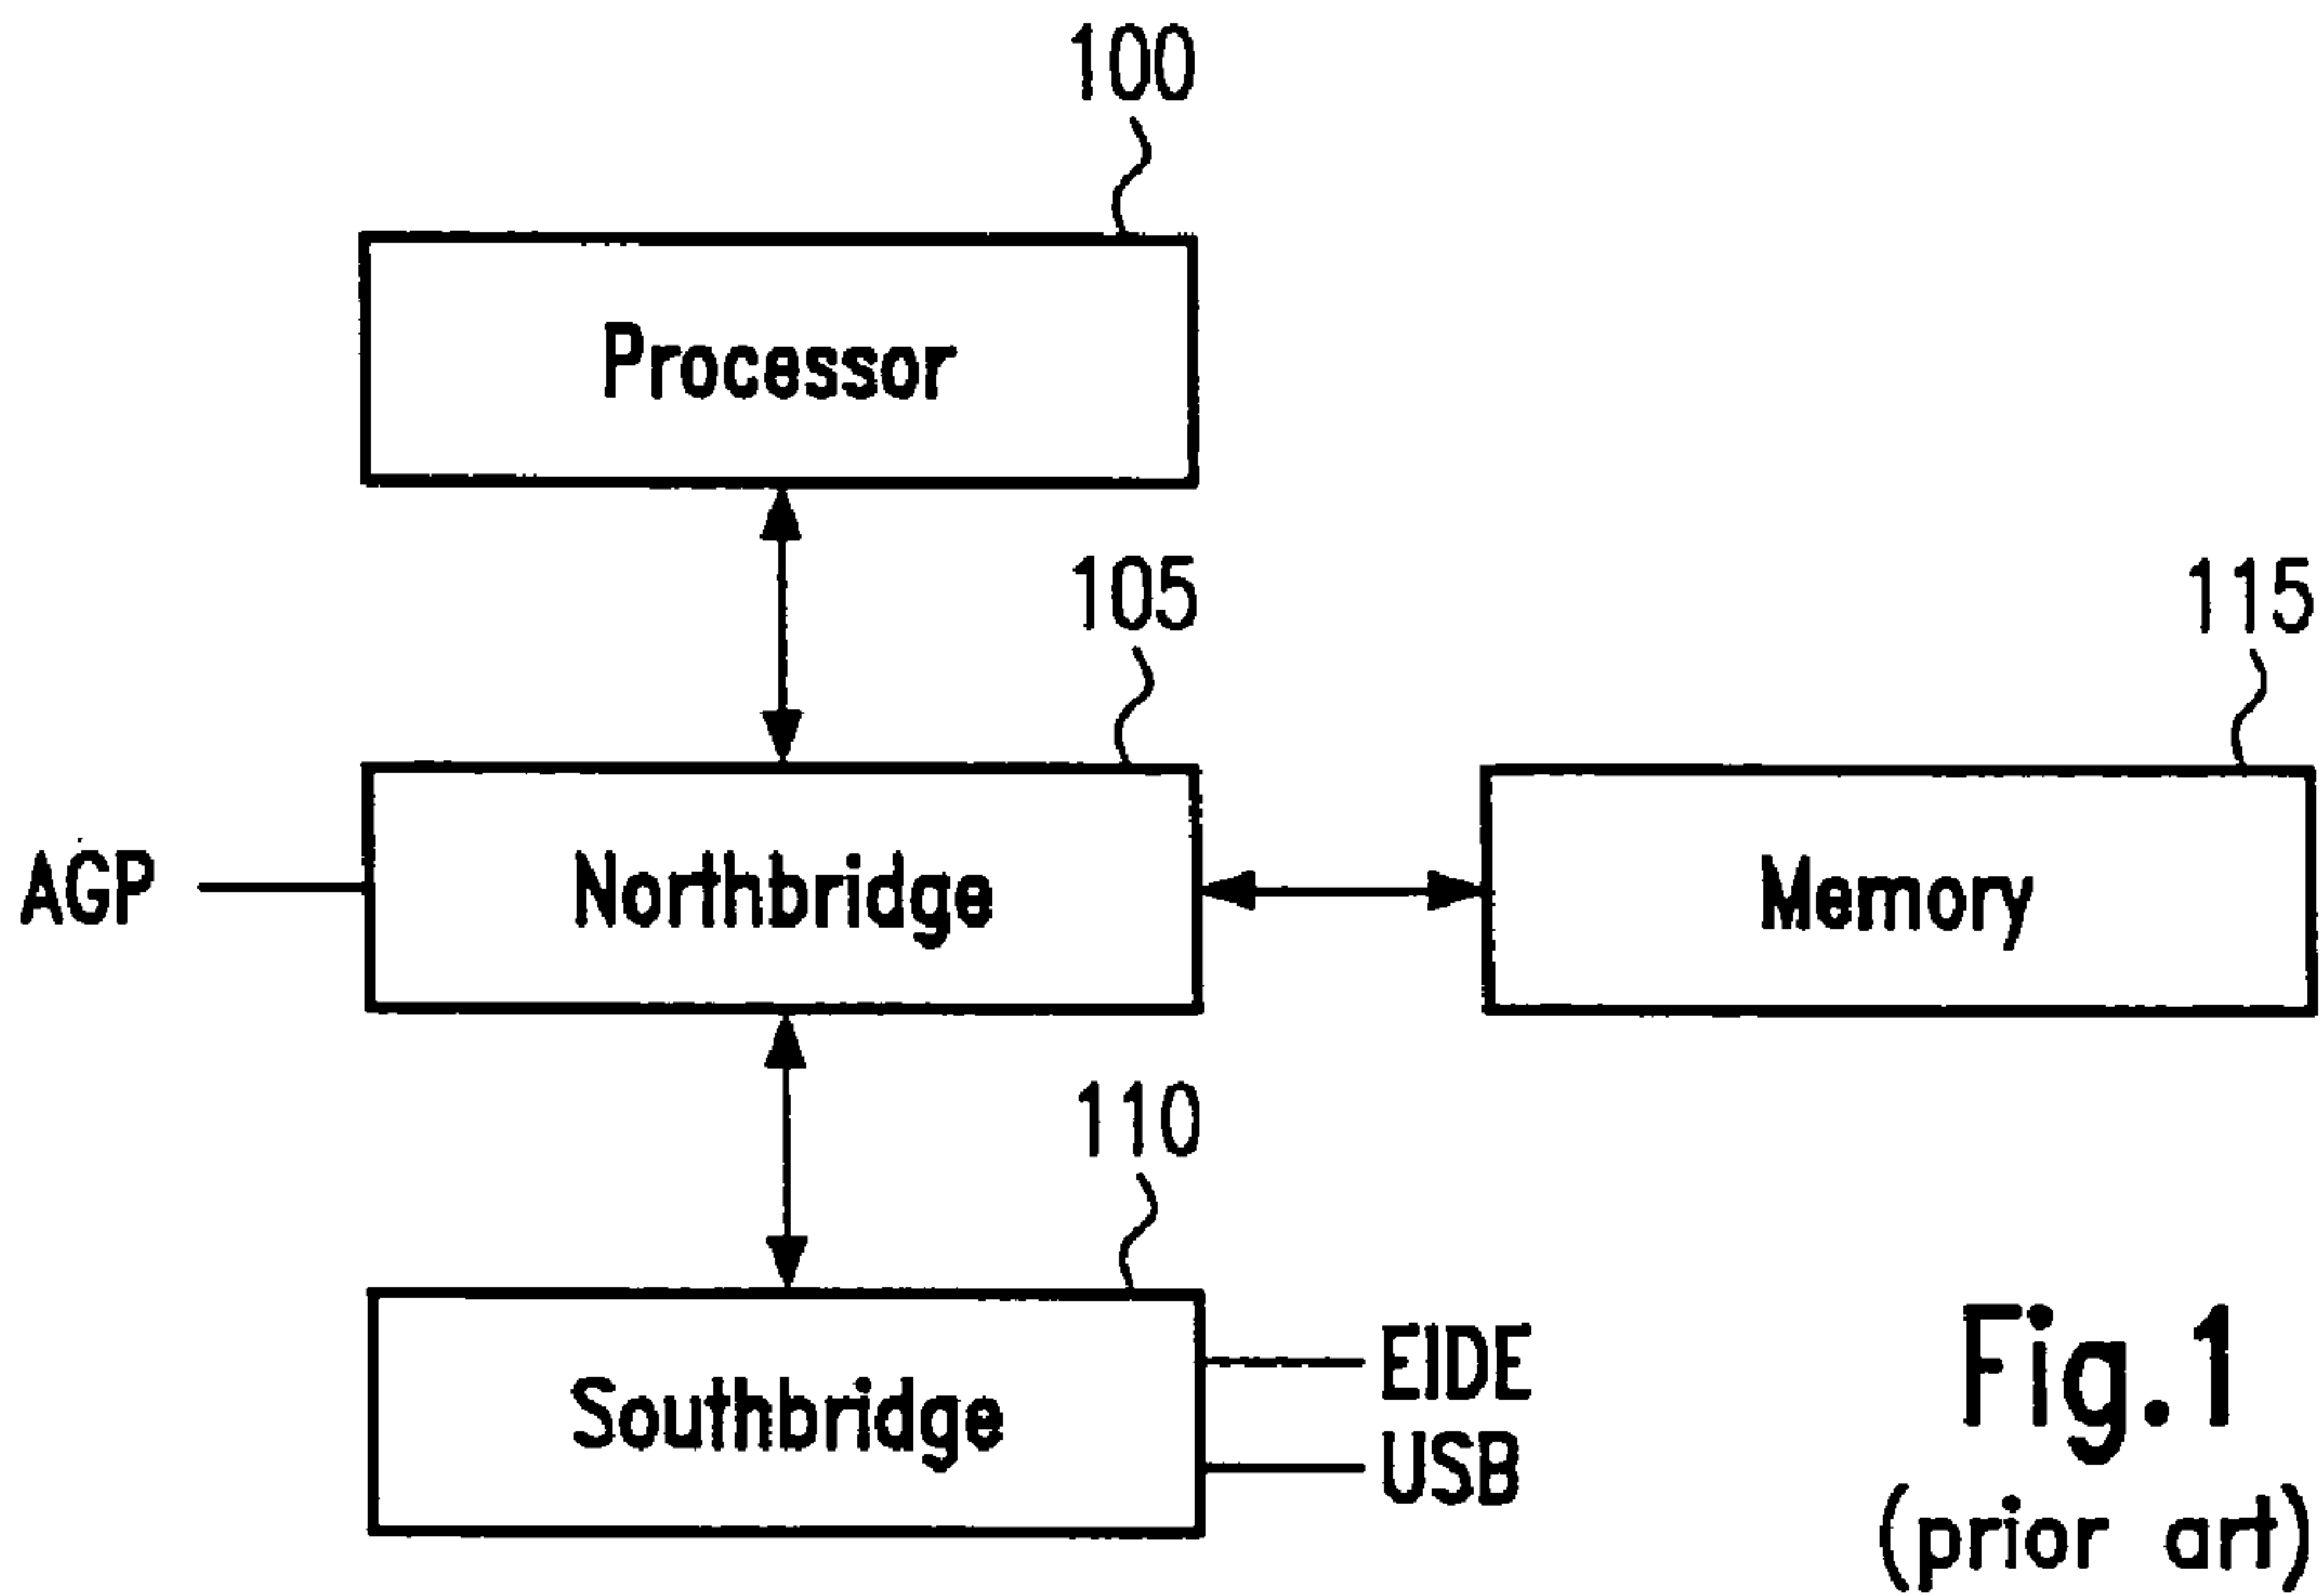 100
Processor
105
115
AGP
Northbridge
Memory
110
Southbridge
EIDE
USB
Fig.1
(prior art)